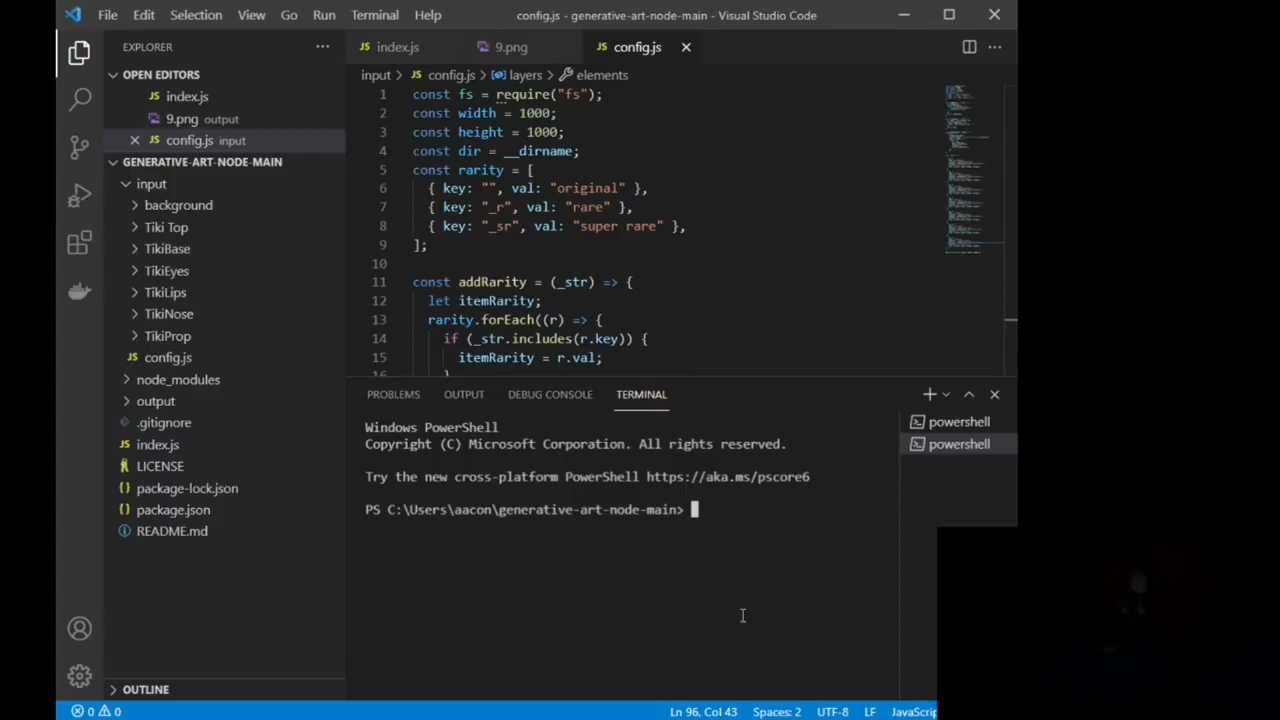 File Edit Selection View Go Run Terminal Help config.js - generative-art-node-main - Visual Studio Code
EXPLORER
OPEN EDITORS
index.js
9.png output
config.js input
GENERATIVE-ART-NODE-MAIN
input
background
Tiki Top
TikiBase
TikiEyes
TikiLips
TikiNose
TikiProp
config.js
node_modules
output
.gitignore
index.js
LICENSE
package-lock.json
package.json
README.md
OUTLINE
index.js 9.png config.js
input > config.js > layers > elements
1 const fs = require("fs");
2 const width = 1000;
3 const height = 1000;
4 const dir = __dirname;
5 const rarity = [
6 { key: "", val: "original" },
7 { key: "_r", val: "rare" },
8 { key: "_sr", val: "super rare" },
9 ];
10
11 const addRarity = (_str) => {
12 let itemRarity;
13 rarity.forEach((r) => {
14 if (_str.includes(r.key)) {
15 itemRarity = r.val;
16 }
PROBLEMS OUTPUT DEBUG CONSOLE TERMINAL
Windows PowerShell
Copyright (C) Microsoft Corporation. All rights reserved.
Try the new cross-platform PowerShell https://aka.ms/pscore6
PS C:\Users\aacon\generative-art-node-main>
powershell
powershell
0 0 Ln 96, Col 43 Spaces: 2 UTF-8 LF JavaScrip